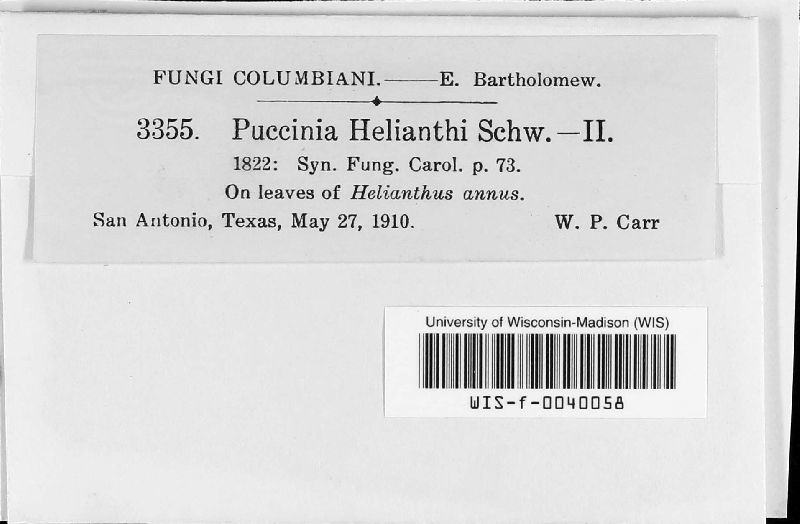 FUNGI COLUMBIANI.——E. Bartholomew.
3355. Puccinia Helianthi Schw.—II.
1822: Syn. Fung. Carol. p. 73.
On leaves of Helianthus annus.
San Antonio, Texas, May 27, 1910. W. P. Carr
University of Wisconsin-Madison (WIS)
WIS-f-0040058